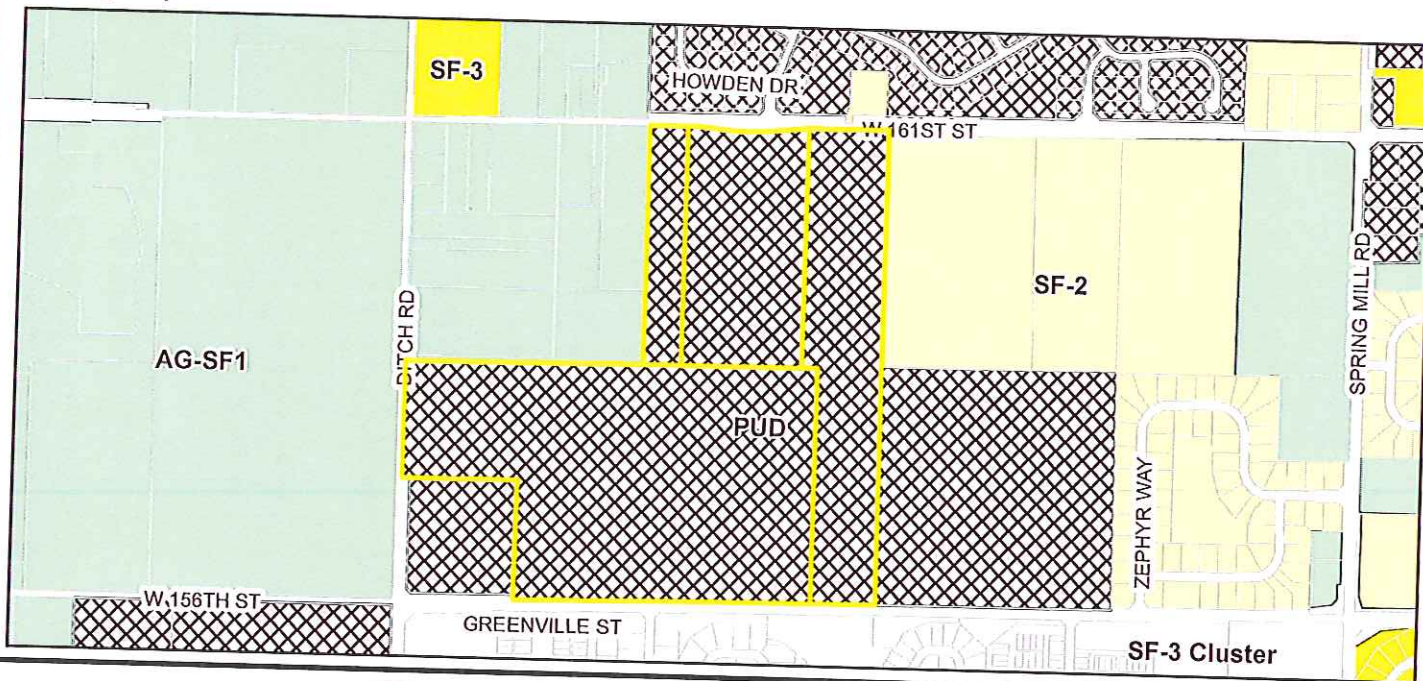 SF-3
HOWDEN DR
W 161ST ST
SF-2
DITCH RD
SPRING MILL RD
AG-SF1
PUD
ZEPHYR WAY
W 156TH ST
GREENVILLE ST
SF-3 Cluster